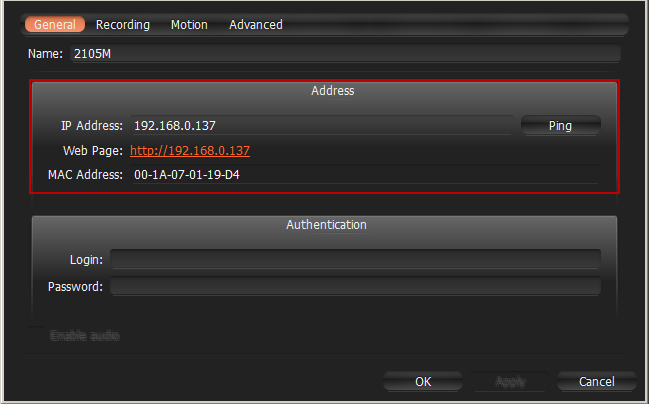 General Recording Motion Advanced
Name: 2105M
Address
IP Address: 192.168.0.137 Ping
Web Page: http://192.168.0.137
MAC Address: 00-1A-07-01-19-D4
Authentication
Login:
Password:
Enable audio
OK Apply Cancel